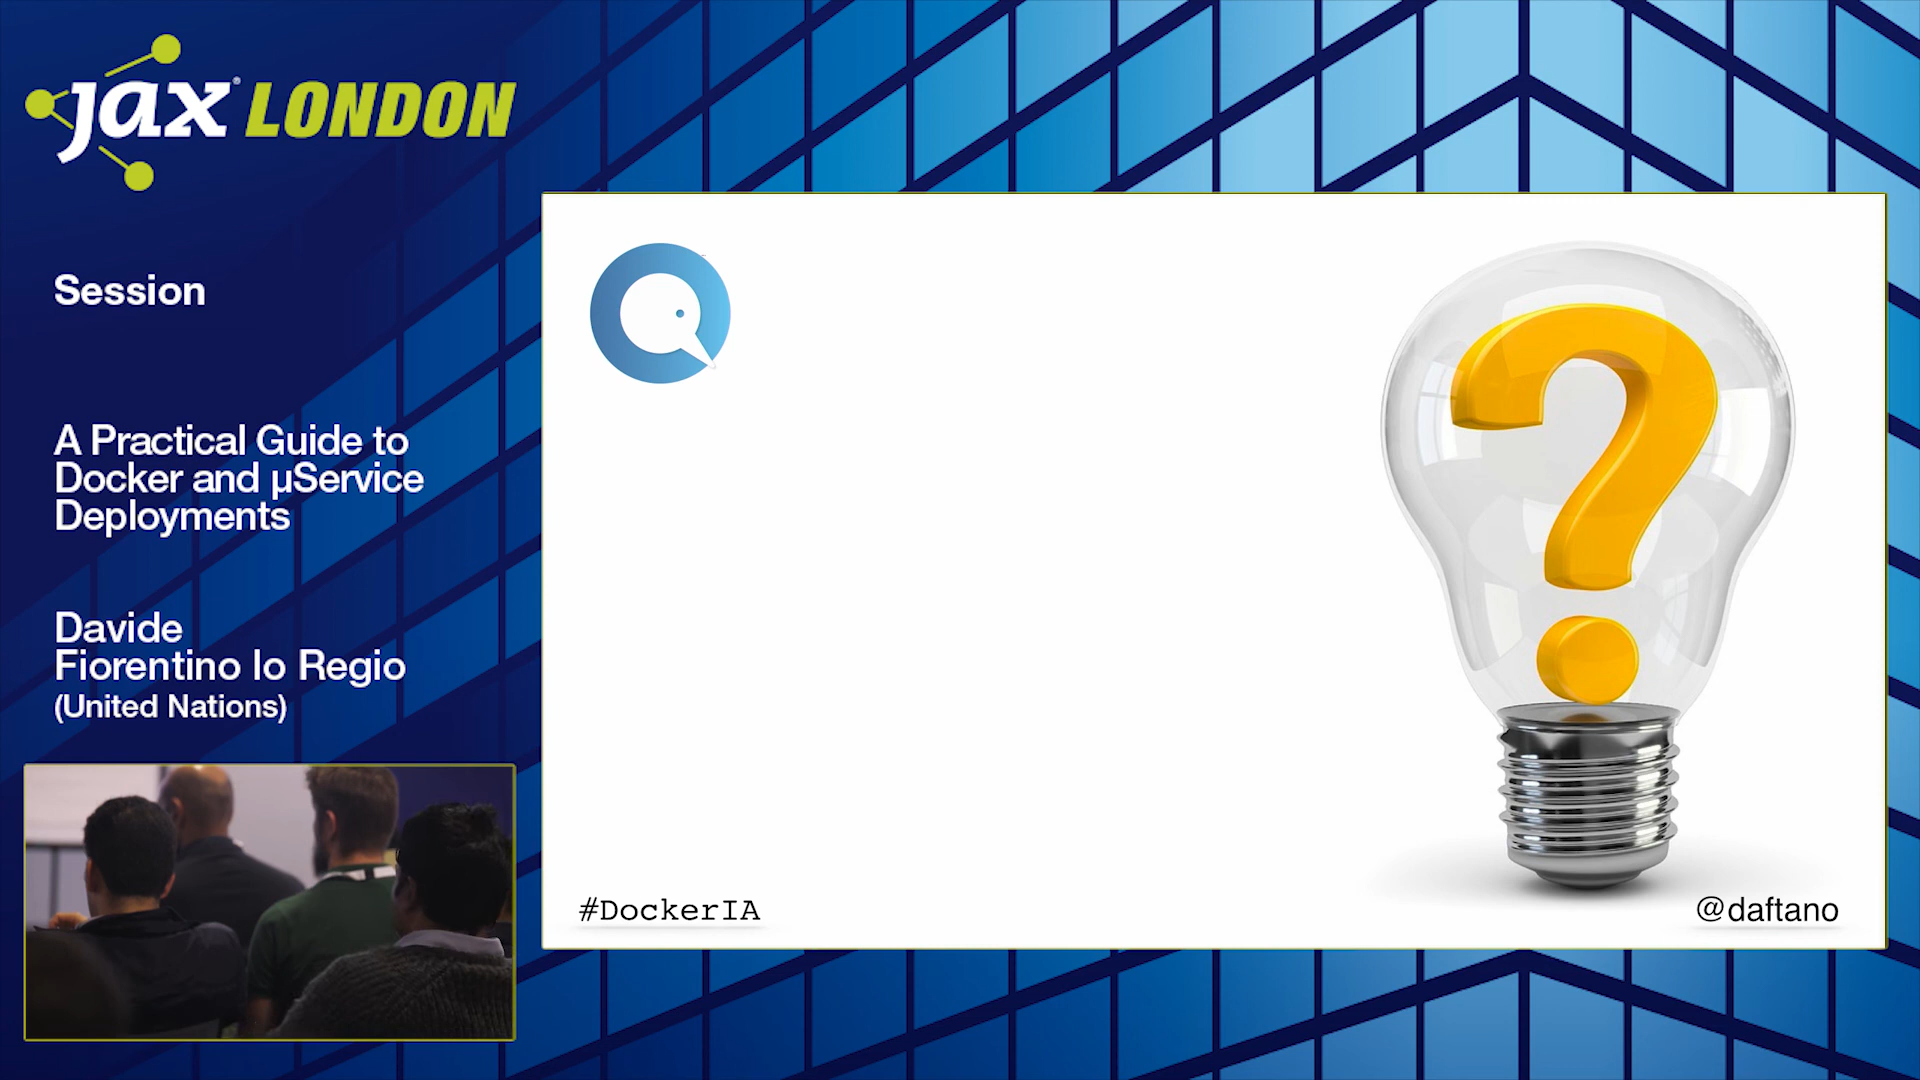 jax® LONDON
Session
A Practical Guide to
Docker and µService
Deployments
Davide
Fiorentino lo Regio
(United Nations)
#DockerIA
@daftano